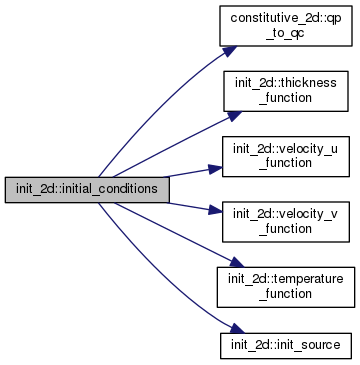 constitutive_2d::qp
_to_qc
init_2d::thickness
_function
init_2d::velocity_u
_function
init_2d::initial_conditions
init_2d::velocity_v
_function
init_2d::temperature
_function
init_2d::init_source